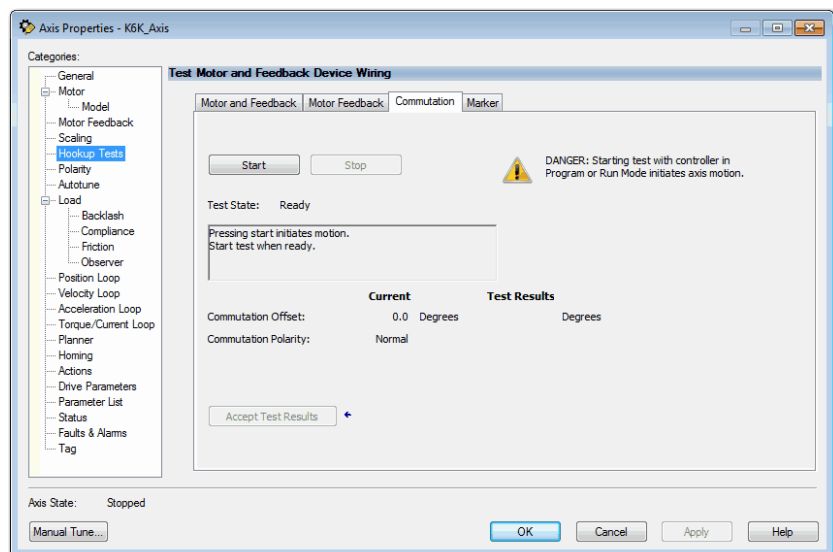 Axis Properties - K6K_Axis
Categories:
General
Motor
Model
Motor Feedback
Scaling
Hookup Tests
Polarity
Autotune
Load
Backlash
Compliance
Friction
Observer
Position Loop
Velocity Loop
Acceleration Loop
Torque/Current Loop
Planner
Homing
Actions
Drive Parameters
Parameter List
Status
Faults & Alarms
Tag
Test Motor and Feedback Device Wiring
Motor and Feedback Motor Feedback Commutation Marker
Start Stop
DANGER: Starting test with controller in
Program or Run Mode initiates axis motion.
Test State: Ready
Pressing start initiates motion.
Start test when ready.
Current Test Results
Commutation Offset: 0.0 Degrees Degrees
Commutation Polarity: Normal
Accept Test Results
Axis State: Stopped
Manual Tune... OK Cancel Apply Help